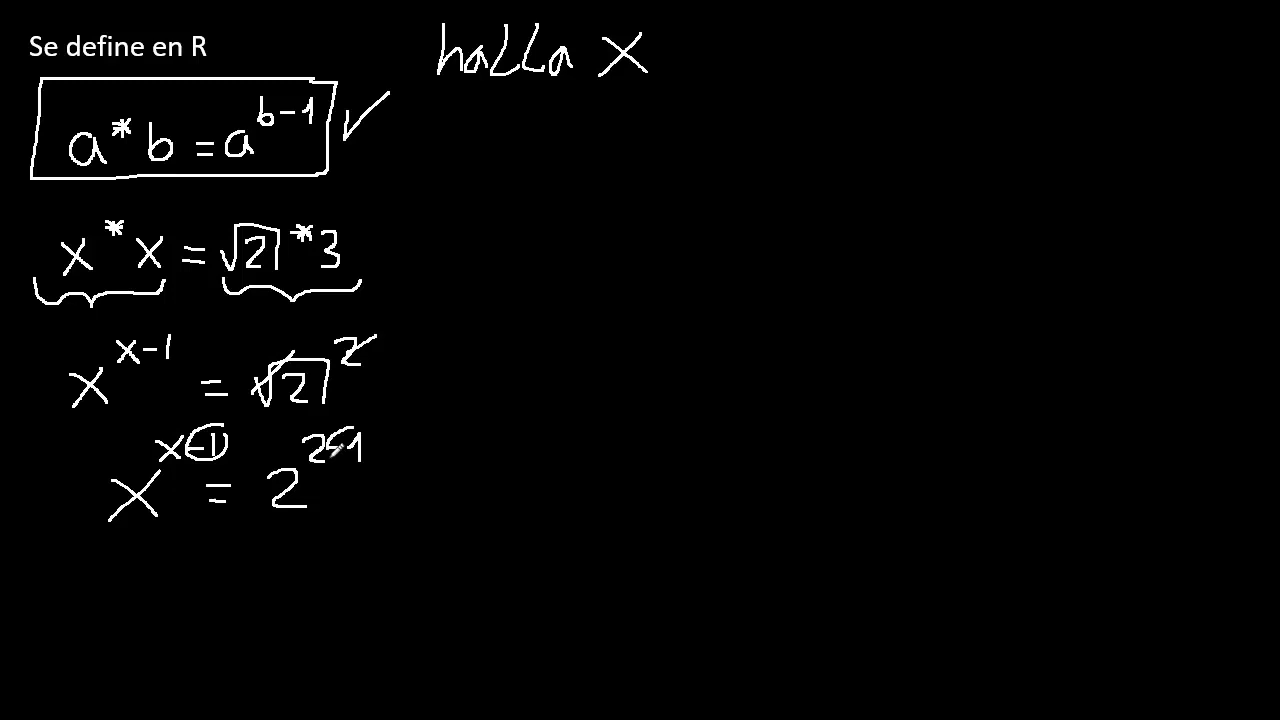 Se define en R
halla x
a * b = a^(b-1) ✓
x * x = √2 * 3
x^(x-1) = √2^2
x^(x-1) = 2^(2-1)